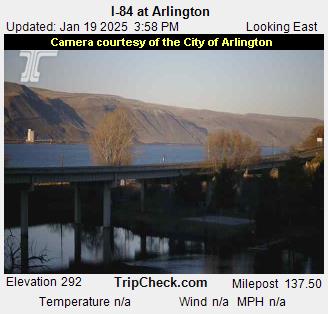 I-84 at Arlington
Updated: Jan 19 2025 3:58 PM Looking East
Camera courtesy of the City of Arlington
Elevation 292 TripCheck.com Milepost 137.50
Temperature n/a Wind n/a MPH n/a